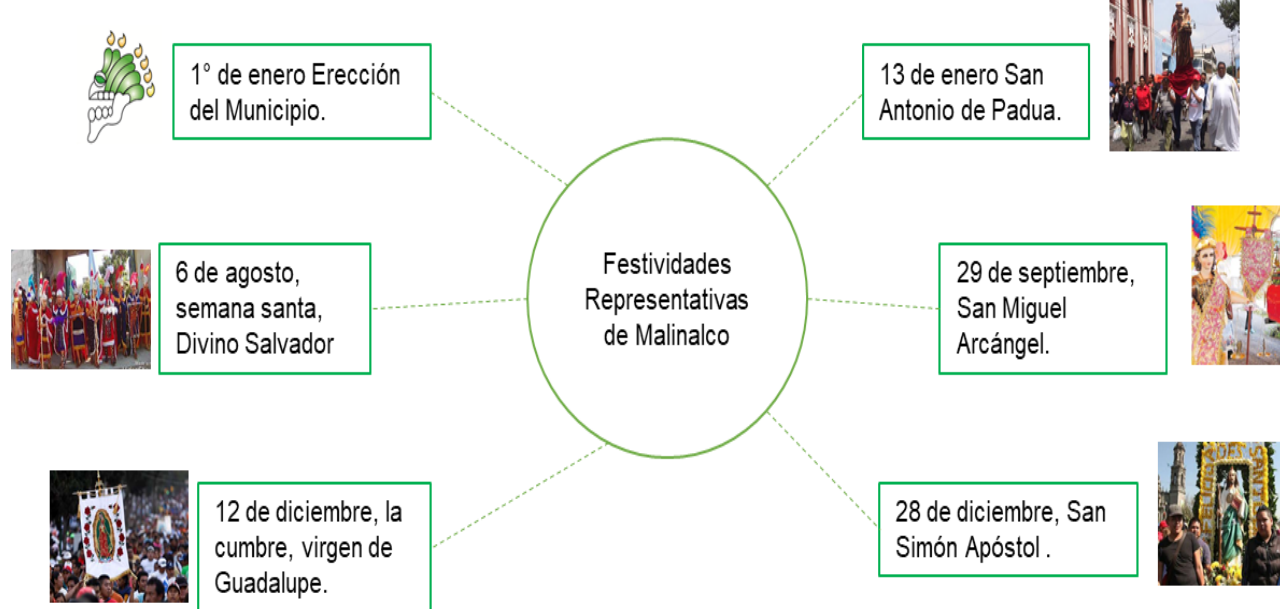 1° de enero Erección
del Municipio.
13 de enero San
Antonio de Padua.
6 de agosto,
semana santa,
Divino Salvador
Festividades
Representativas
de Malinalco
29 de septiembre,
San Miguel
Arcángel.
12 de diciembre, la
cumbre, virgen de
Guadalupe.
28 de diciembre, San
Simón Apóstol .